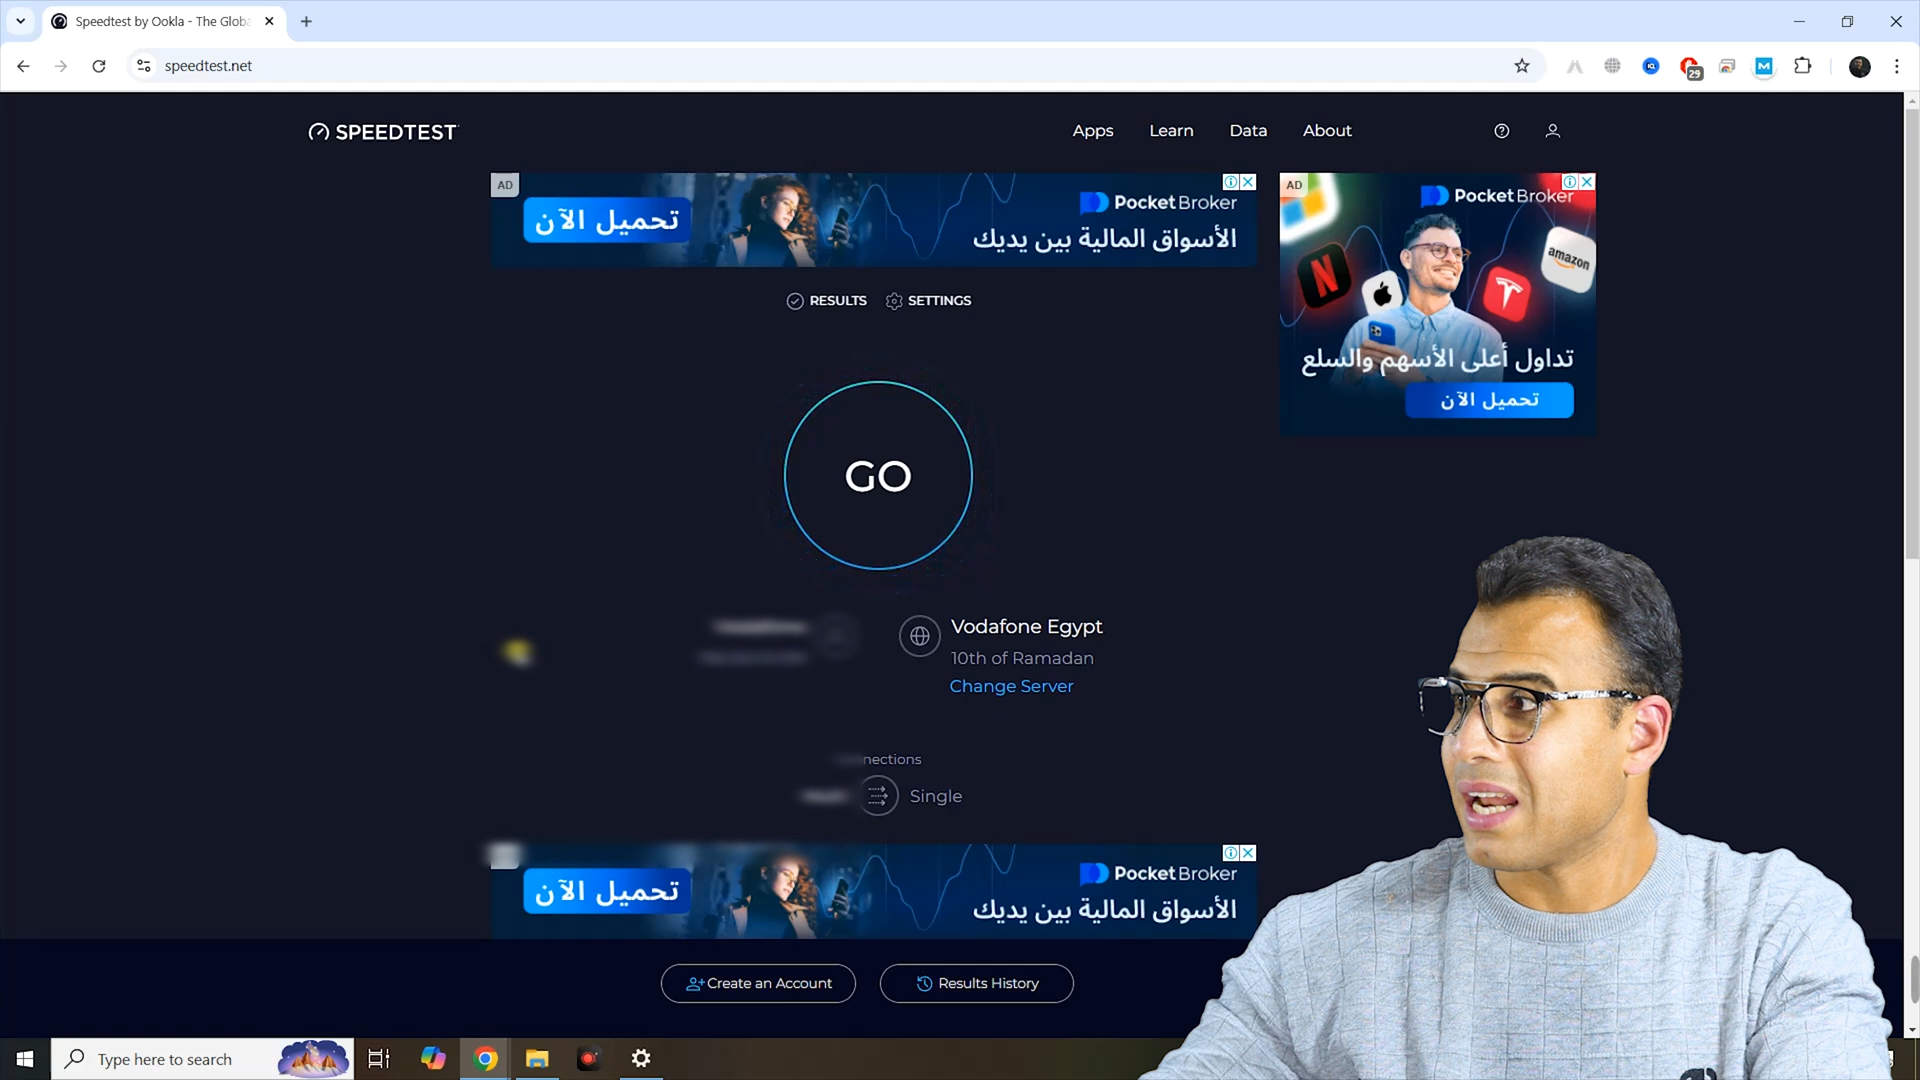 Speedtest by Ookla - The Globa
speedtest.net
29
SPEEDTEST
Apps
Learn
Data
About
AD
تحميل الآن
PocketBroker
الأسواق المالية بين يديك
AD
PocketBroker
amazon
تداول أعلى الأسهم والسلع
تحميل الآن
RESULTS
SETTINGS
GO
Vodafone Egypt
10th of Ramadan
Change Server
nections
Single
تحميل الآن
PocketBroker
الأسواق المالية بين يديك
Create an Account
Results History
Type here to search